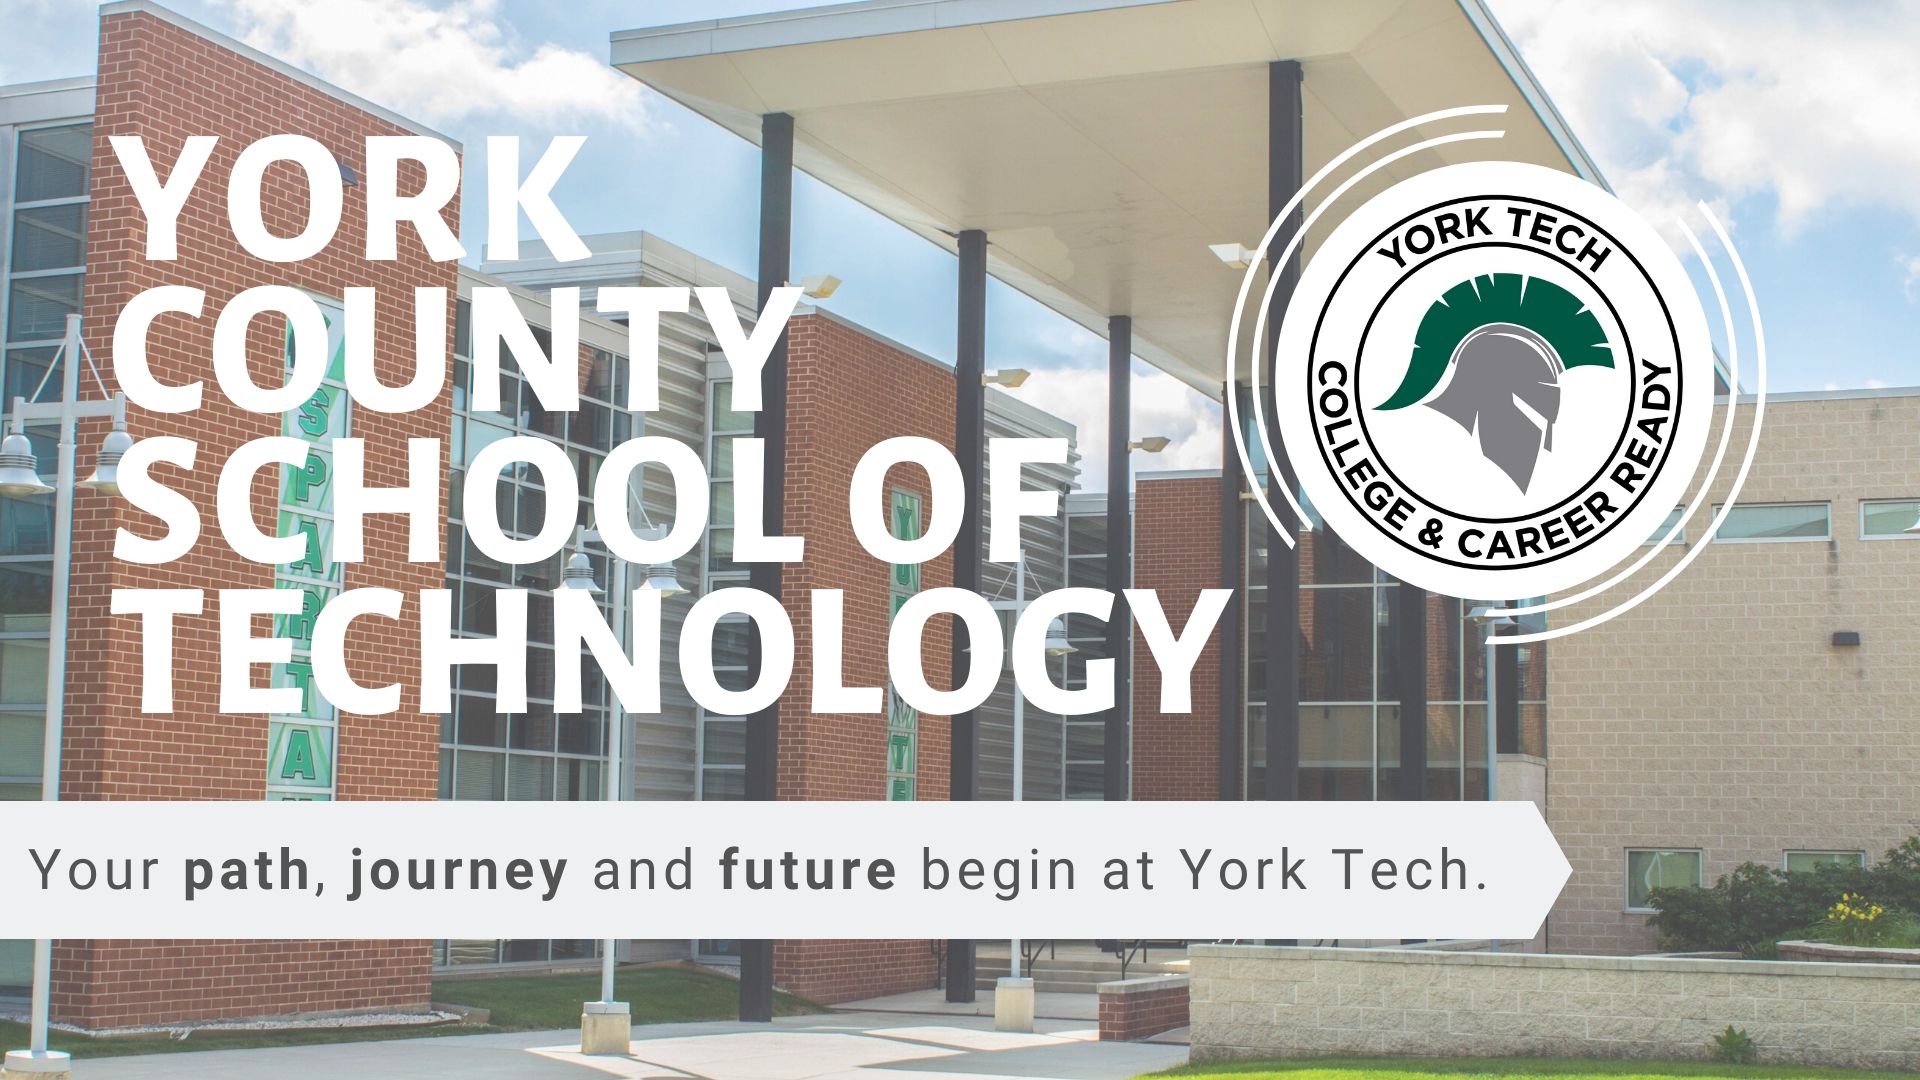 YORK
COUNTY
SCHOOL OF
TECHNOLOGY
YORK TECH
COLLEGE & CAREER READY
SPARTA
Your path, journey and future begin at York Tech.